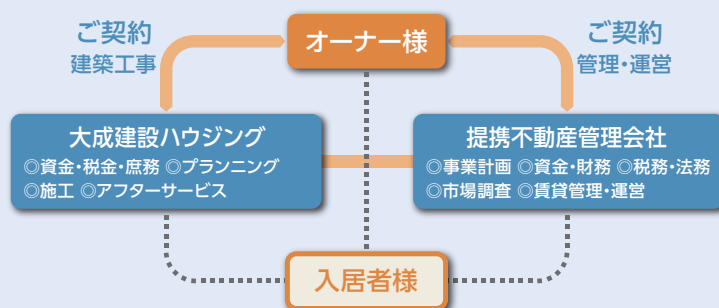 ご契約
建築工事
オーナー様
ご契約
管理・運営
大成建設ハウジング
◎資金・税金・庶務 ◎プランニング
◎施工 ◎アフターサービス
提携不動産管理会社
◎事業計画 ◎資金・財務 ◎税務・法務
◎市場調査 ◎賃貸管理・運営
入居者様